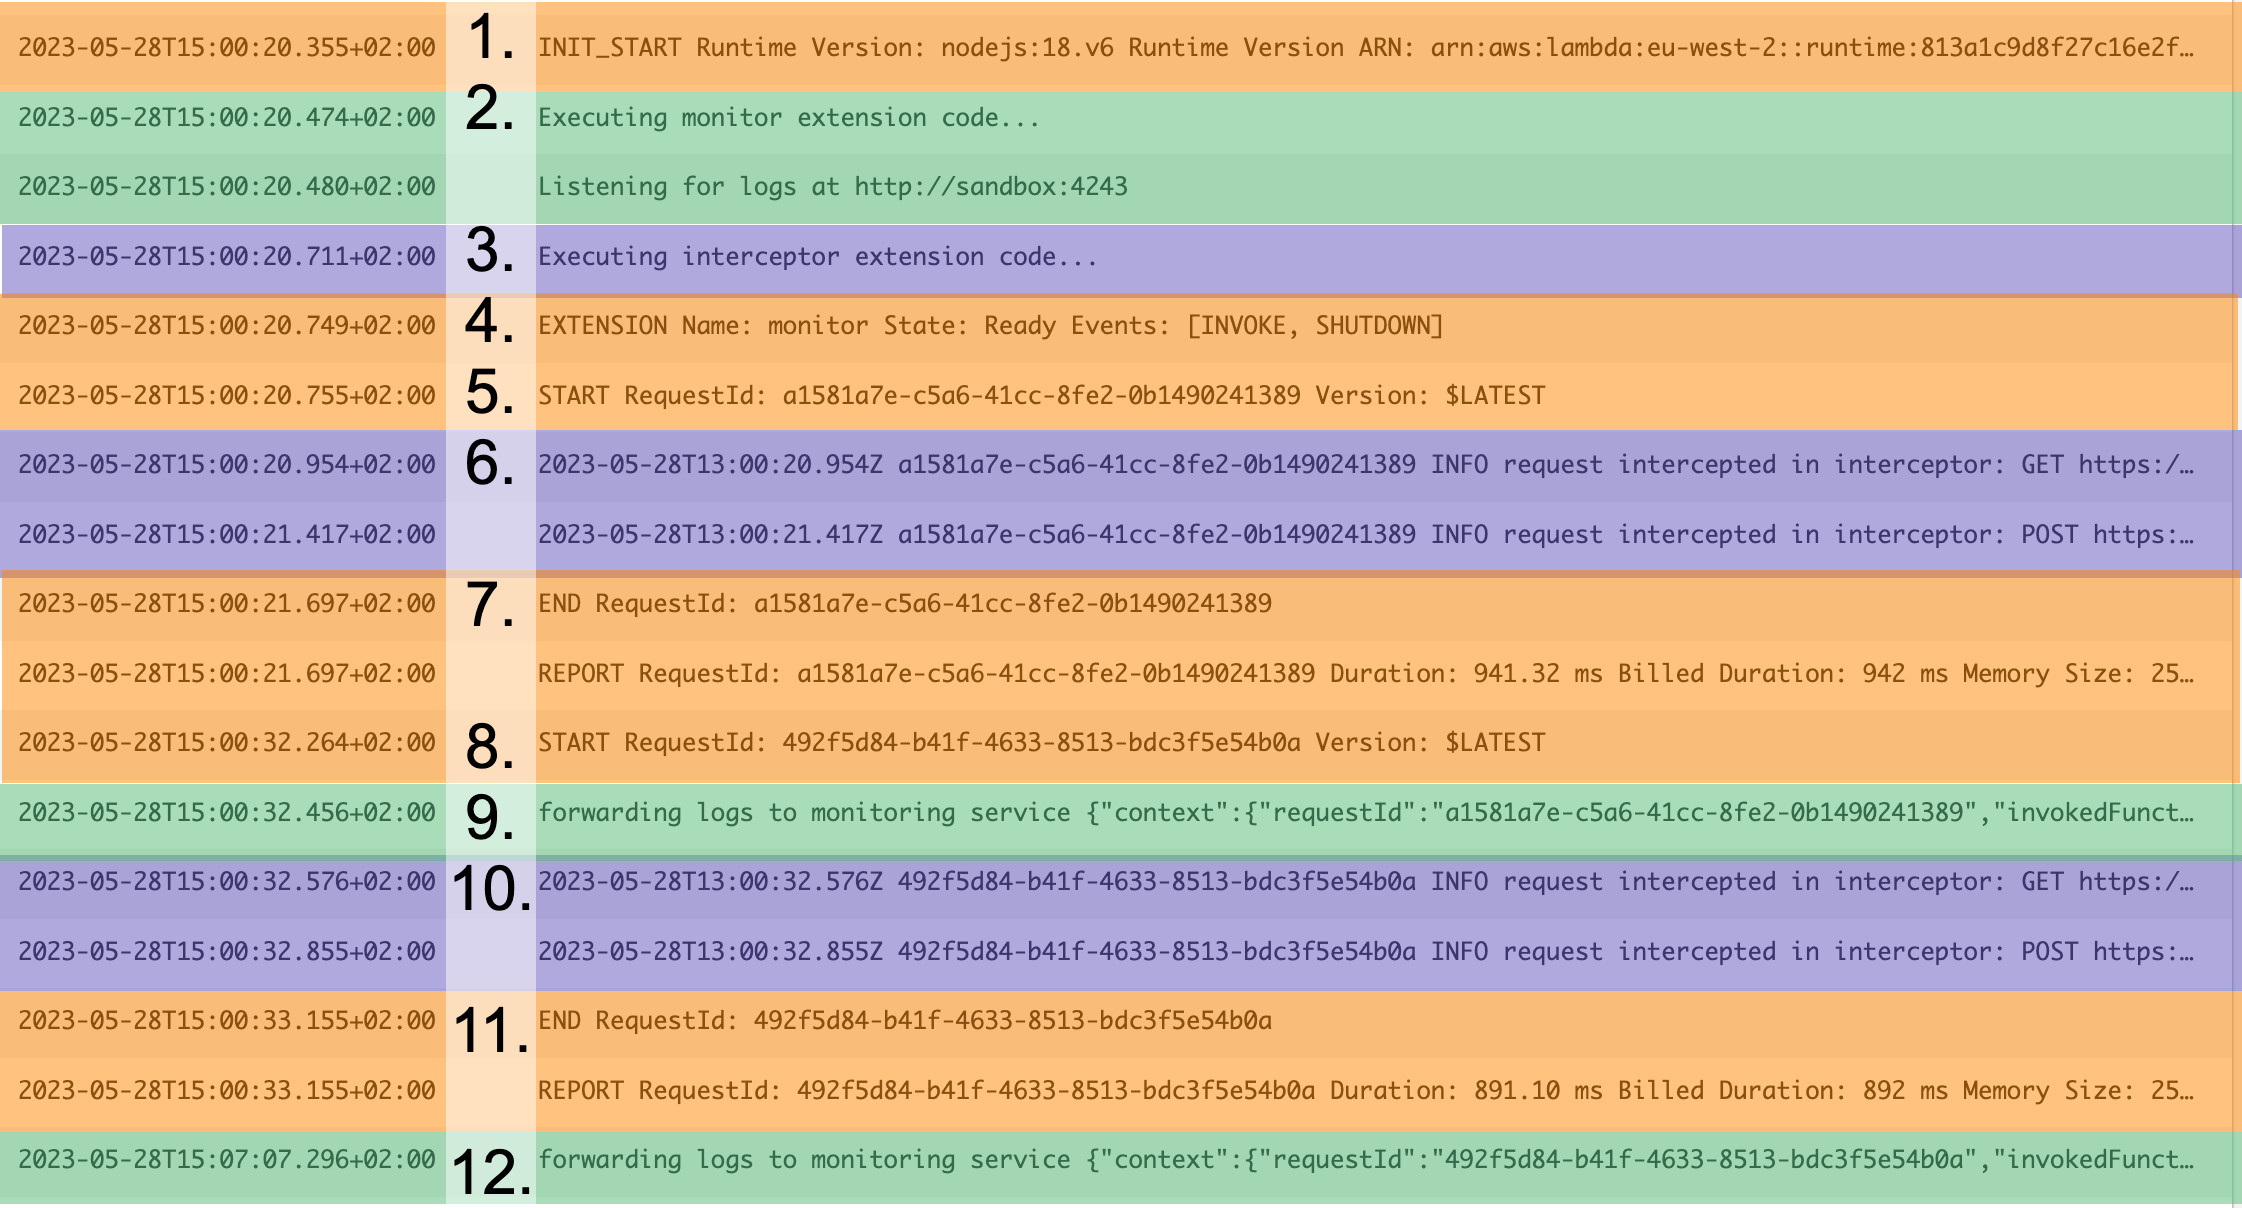 2023-05-28T15:00:20.355+02:00 1. INIT_START Runtime Version: nodejs:18.v6 Runtime Version ARN: arn:aws:lambda:eu-west-2::runtime:813a1c9d8f27c16e2f…
2023-05-28T15:00:20.474+02:00 2. Executing monitor extension code...
2023-05-28T15:00:20.480+02:00 Listening for logs at http://sandbox:4243
2023-05-28T15:00:20.711+02:00 3. Executing interceptor extension code...
2023-05-28T15:00:20.749+02:00 4. EXTENSION Name: monitor State: Ready Events: [INVOKE, SHUTDOWN]
2023-05-28T15:00:20.755+02:00 5. START RequestId: a1581a7e-c5a6-41cc-8fe2-0b1490241389 Version: $LATEST
2023-05-28T15:00:20.954+02:00 6. 2023-05-28T13:00:20.954Z a1581a7e-c5a6-41cc-8fe2-0b1490241389 INFO request intercepted in interceptor: GET https:/…
2023-05-28T15:00:21.417+02:00 2023-05-28T13:00:21.417Z a1581a7e-c5a6-41cc-8fe2-0b1490241389 INFO request intercepted in interceptor: POST https:…
2023-05-28T15:00:21.697+02:00 7. END RequestId: a1581a7e-c5a6-41cc-8fe2-0b1490241389
2023-05-28T15:00:21.697+02:00 REPORT RequestId: a1581a7e-c5a6-41cc-8fe2-0b1490241389 Duration: 941.32 ms Billed Duration: 942 ms Memory Size: 25…
2023-05-28T15:00:32.264+02:00 8. START RequestId: 492f5d84-b41f-4633-8513-bdc3f5e54b0a Version: $LATEST
2023-05-28T15:00:32.456+02:00 9. forwarding logs to monitoring service {"context":{"requestId":"a1581a7e-c5a6-41cc-8fe2-0b1490241389","invokedFunct…
2023-05-28T15:00:32.576+02:00 10. 2023-05-28T13:00:32.576Z 492f5d84-b41f-4633-8513-bdc3f5e54b0a INFO request intercepted in interceptor: GET https:/…
2023-05-28T15:00:32.855+02:00 2023-05-28T13:00:32.855Z 492f5d84-b41f-4633-8513-bdc3f5e54b0a INFO request intercepted in interceptor: POST https:…
2023-05-28T15:00:33.155+02:00 11. END RequestId: 492f5d84-b41f-4633-8513-bdc3f5e54b0a
2023-05-28T15:00:33.155+02:00 REPORT RequestId: 492f5d84-b41f-4633-8513-bdc3f5e54b0a Duration: 891.10 ms Billed Duration: 892 ms Memory Size: 25…
2023-05-28T15:07:07.296+02:00 12. forwarding logs to monitoring service {"context":{"requestId":"492f5d84-b41f-4633-8513-bdc3f5e54b0a","invokedFunct…